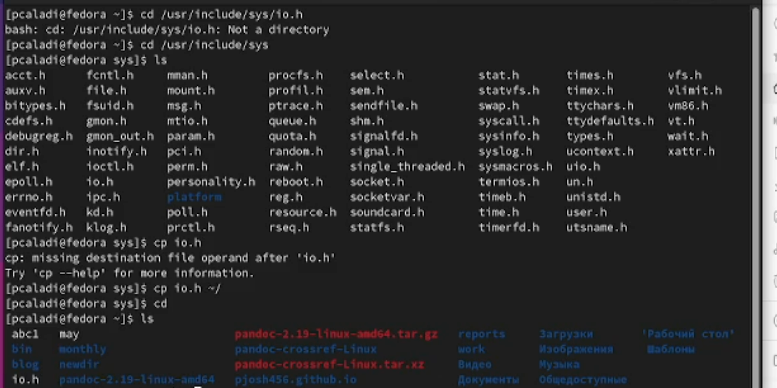 [pcaladi@fedora ~]$ cd /usr/include/sys/io.h
bash: cd: /usr/include/sys/io.h: Not a directory
[pcaladi@fedora ~]$ cd /usr/include/sys
[pcaladi@fedora sys]$ ls
acct.h fcntl.h mman.h procfs.h select.h stat.h times.h vfs.h
auxv.h file.h mount.h profil.h sem.h statvfs.h timex.h vlimit.h
bitypes.h fsuid.h msg.h ptrace.h sendfile.h swap.h ttychars.h vm86.h
cdefs.h gmon.h mtio.h queue.h shm.h syscall.h ttydefaults.h vt.h
debugreg.h gmon_out.h param.h quota.h signalfd.h sysinfo.h types.h wait.h
dir.h inotify.h pci.h random.h signal.h syslog.h ucontext.h xattr.h
elf.h ioctl.h perm.h raw.h single_threaded.h sysmacros.h uio.h
epoll.h io.h personality.h reboot.h socket.h termios.h un.h
errno.h ipc.h platform reg.h socketvar.h timeb.h unistd.h
eventfd.h kd.h poll.h resource.h soundcard.h time.h user.h
fanotify.h klog.h prctl.h rseq.h statfs.h timerfd.h utsname.h
[pcaladi@fedora sys]$ cp io.h
cp: missing destination file operand after 'io.h'
Try 'cp --help' for more information.
[pcaladi@fedora sys]$ cp io.h ~/
[pcaladi@fedora sys]$ cd
[pcaladi@fedora ~]$ ls
abc1 may pandoc-2.19-linux-amd64.tar.gz reports Загрузки 'Рабочий стол'
bin monthly pandoc-crossref-Linux work Изображения Шаблоны
blog newdir pandoc-crossref-Linux.tar.xz Видео Музыка
io.h pandoc-2.19-linux-amd64 pjosh456.github.io Документы Общедоступные